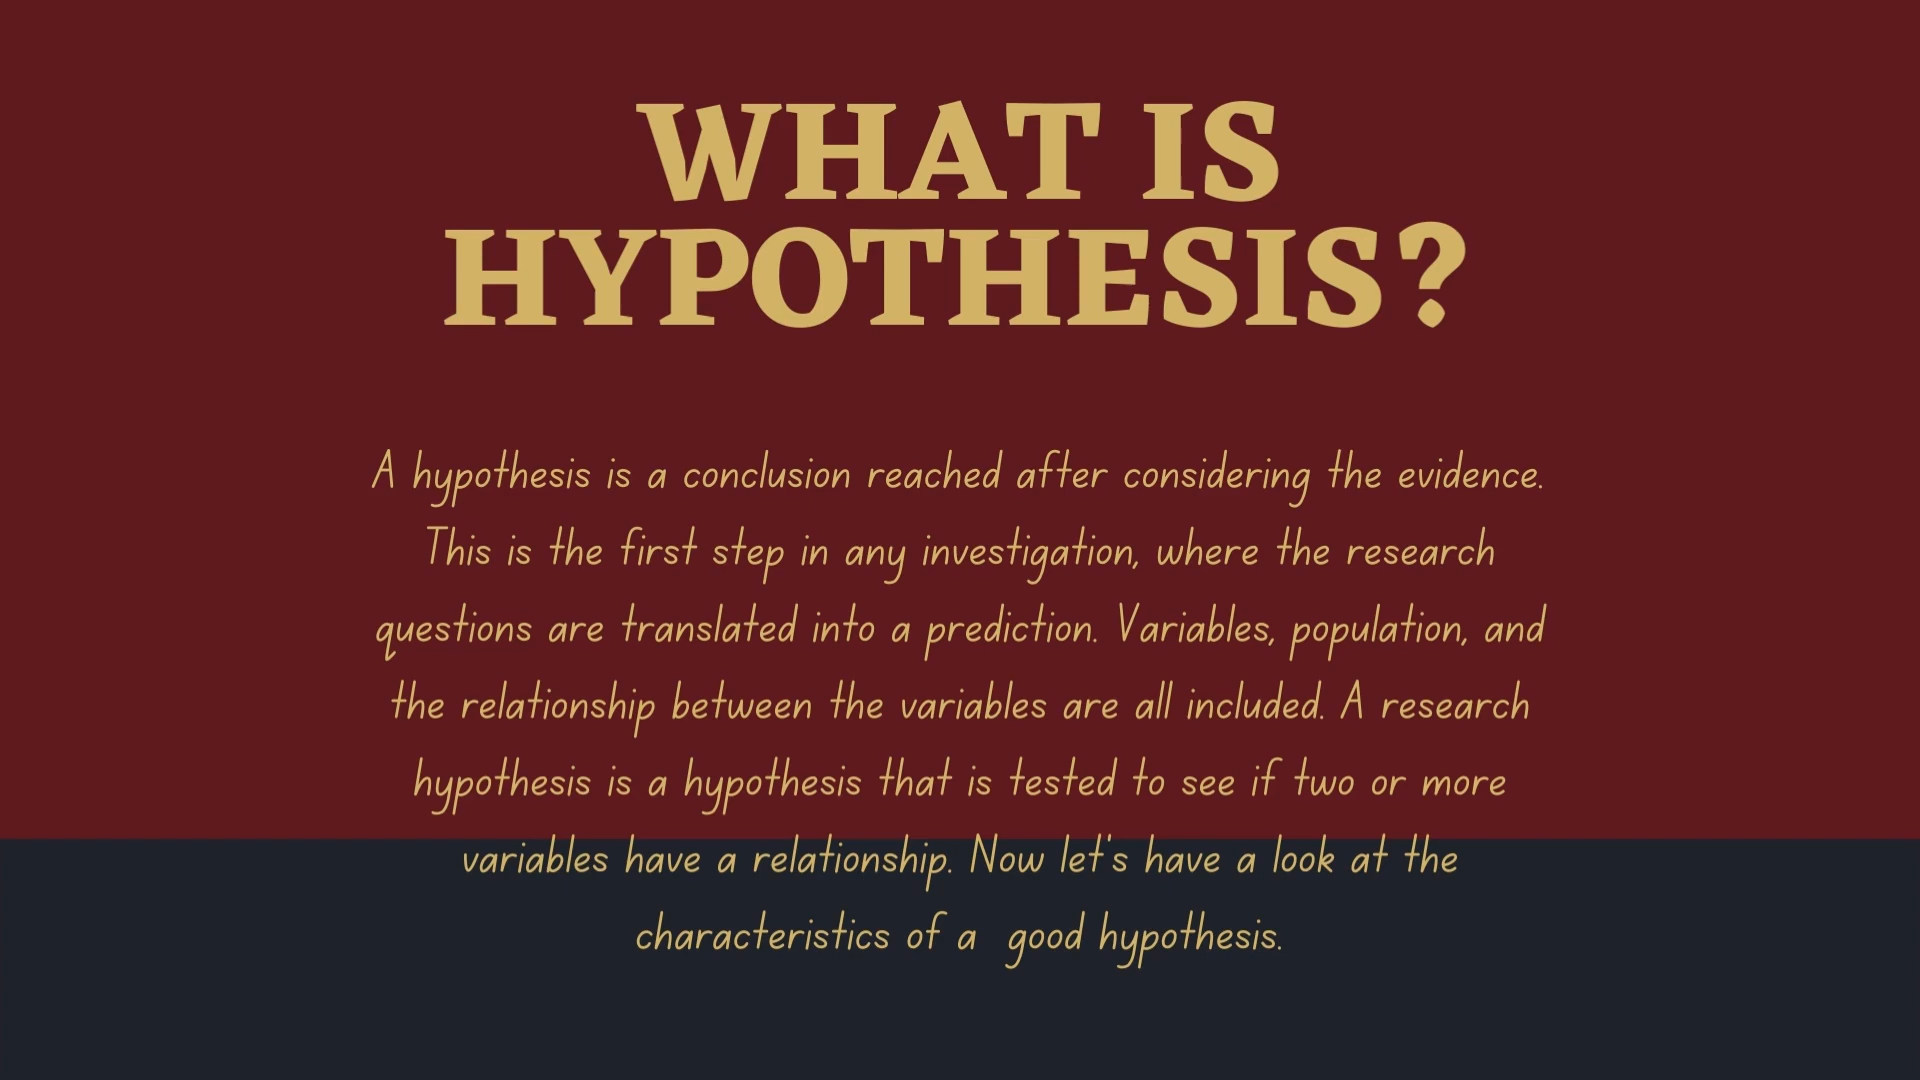 WHAT IS
HYPOTHESIS?
A hypothesis is a conclusion reached after considering the evidence.
This is the first step in any investigation, where the research
questions are translated into a prediction. Variables, population, and
the relationship between the variables are all included. A research
hypothesis is a hypothesis that is tested to see if two or more
variables have a relationship. Now let's have a look at the
characteristics of a  good hypothesis.